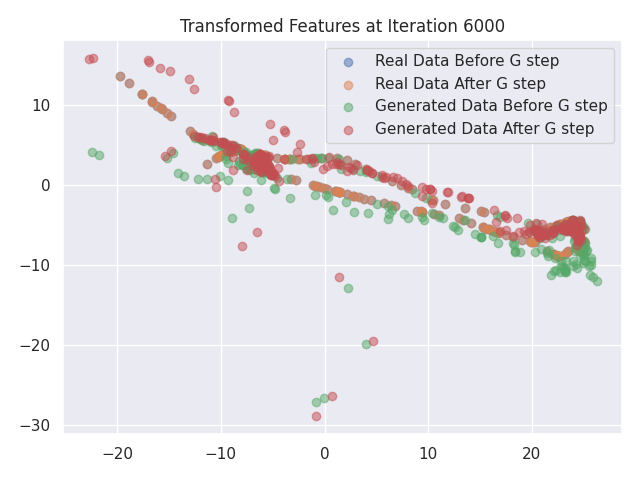 Transformed Features at Iteration 6000
Real Data Before G step
Real Data After G step
Generated Data Before G step
Generated Data After G step
10
0
−10
−20
−30
−20
−10
0
10
20